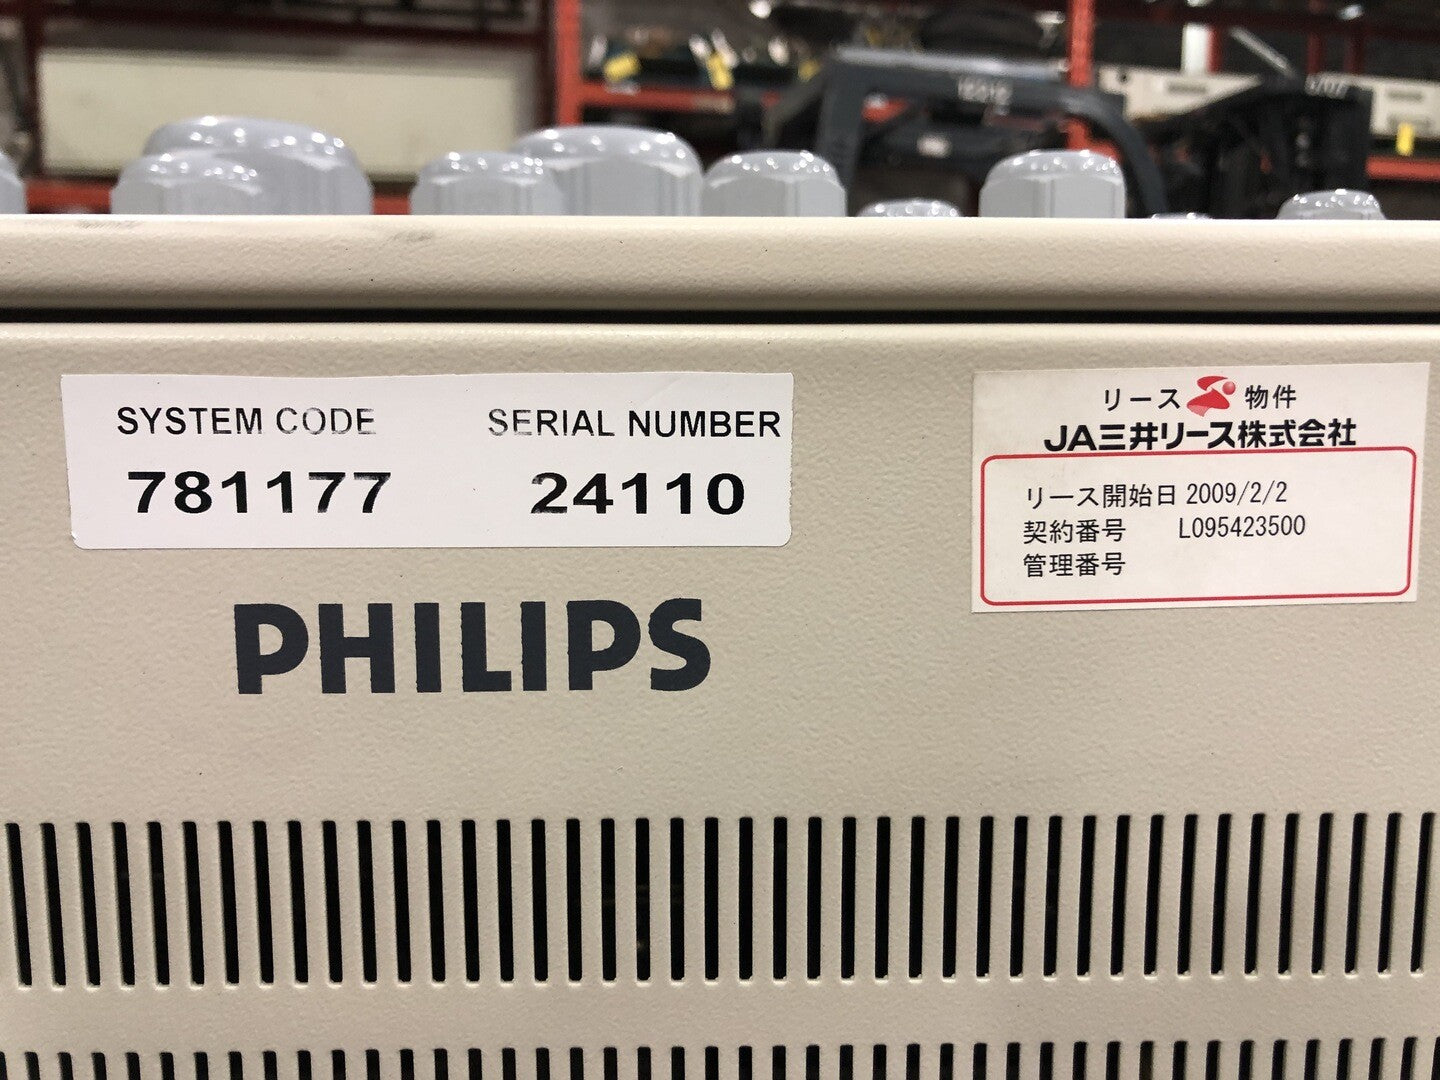 SYSTEM CODE SERIAL NUMBER
781177 24110
PHILIPS
リース 物件
JA三井リース株式会社
リース開始日 2009/2/2
契約番号 L095423500
管理番号